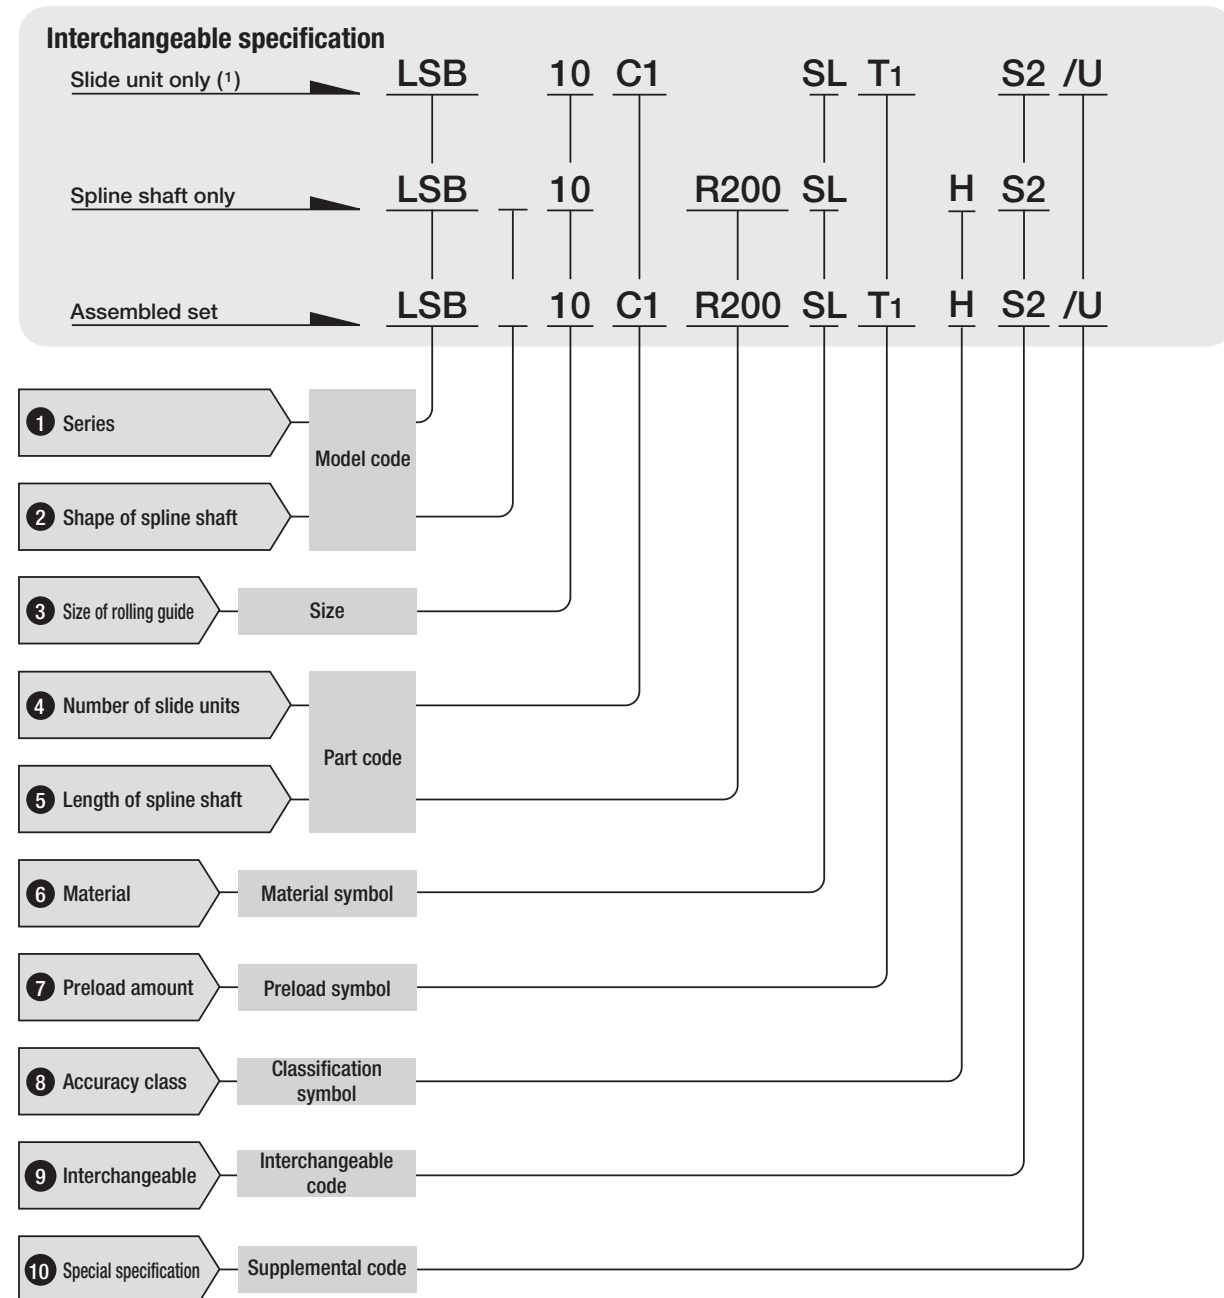 Interchangeable specification
Slide unit only (1) LSB 10 C1 SL T1 S2 /U
Spline shaft only LSB 10 R200 SL H S2
Assembled set LSB 10 C1 R200 SL T1 H S2 /U
1 Series
Model code
2 Shape of spline shaft
3 Size of rolling guide Size
4 Number of slide units
Part code
5 Length of spline shaft
6 Material Material symbol
7 Preload amount Preload symbol
8 Accuracy class Classification
symbol
9 Interchangeable Interchangeable
code
10 Special specification Supplemental code